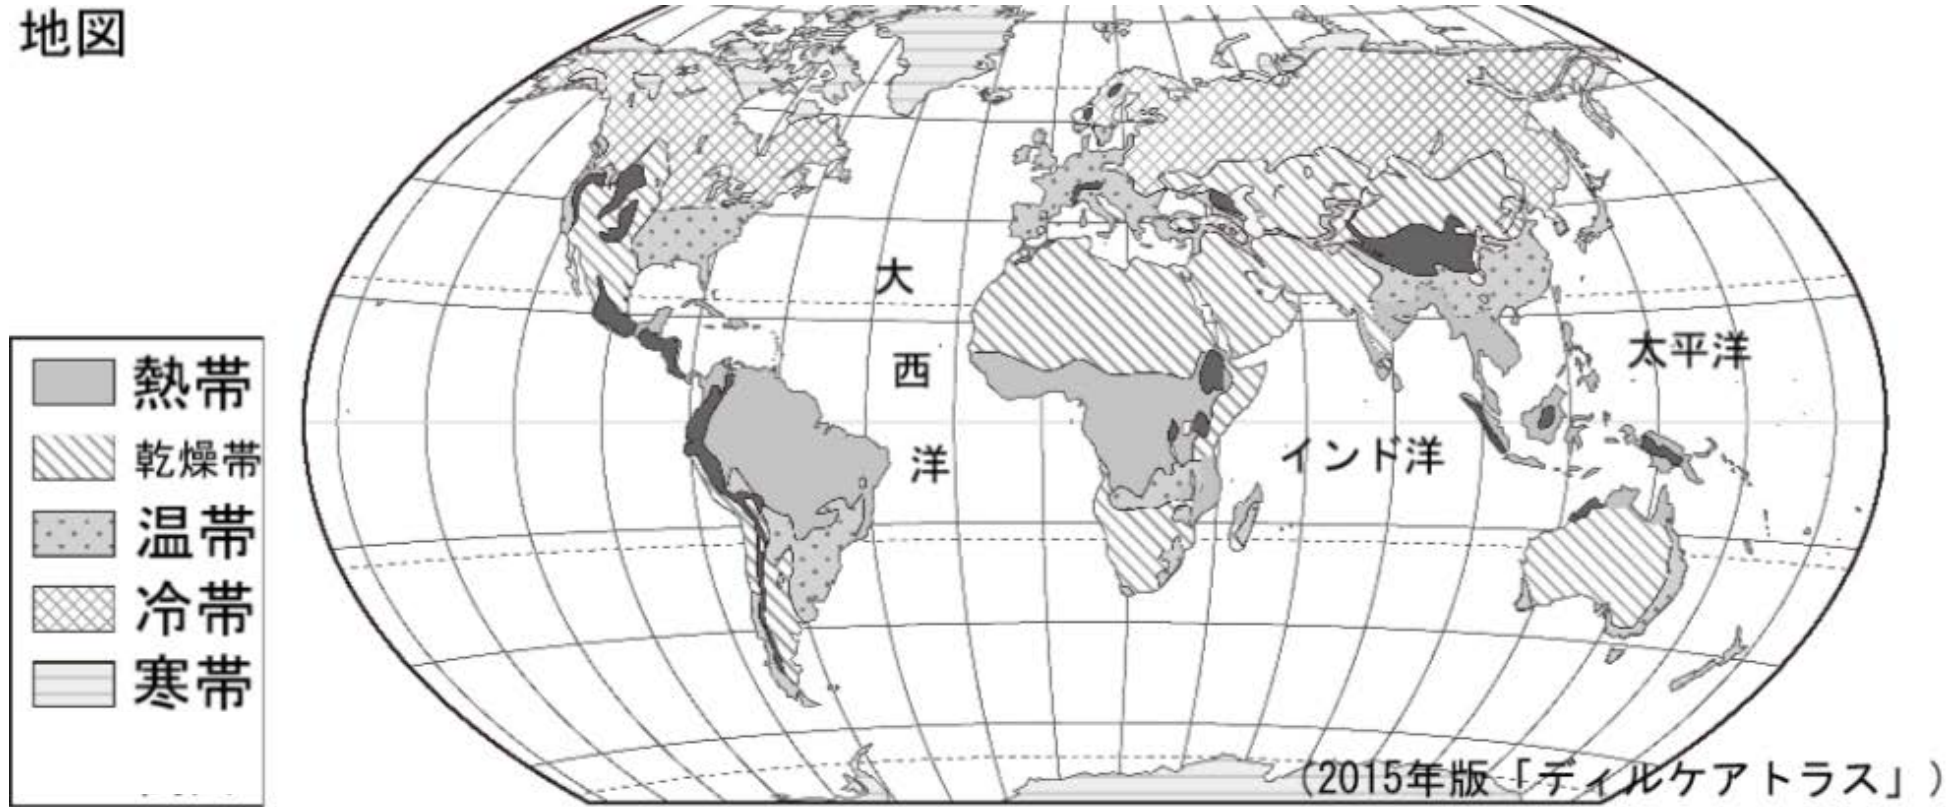 地図
大
西
洋
太平洋
インド洋
熱帯
乾燥帯
温帯
冷帯
寒帯
(2015年版「ディルケアトラス」)